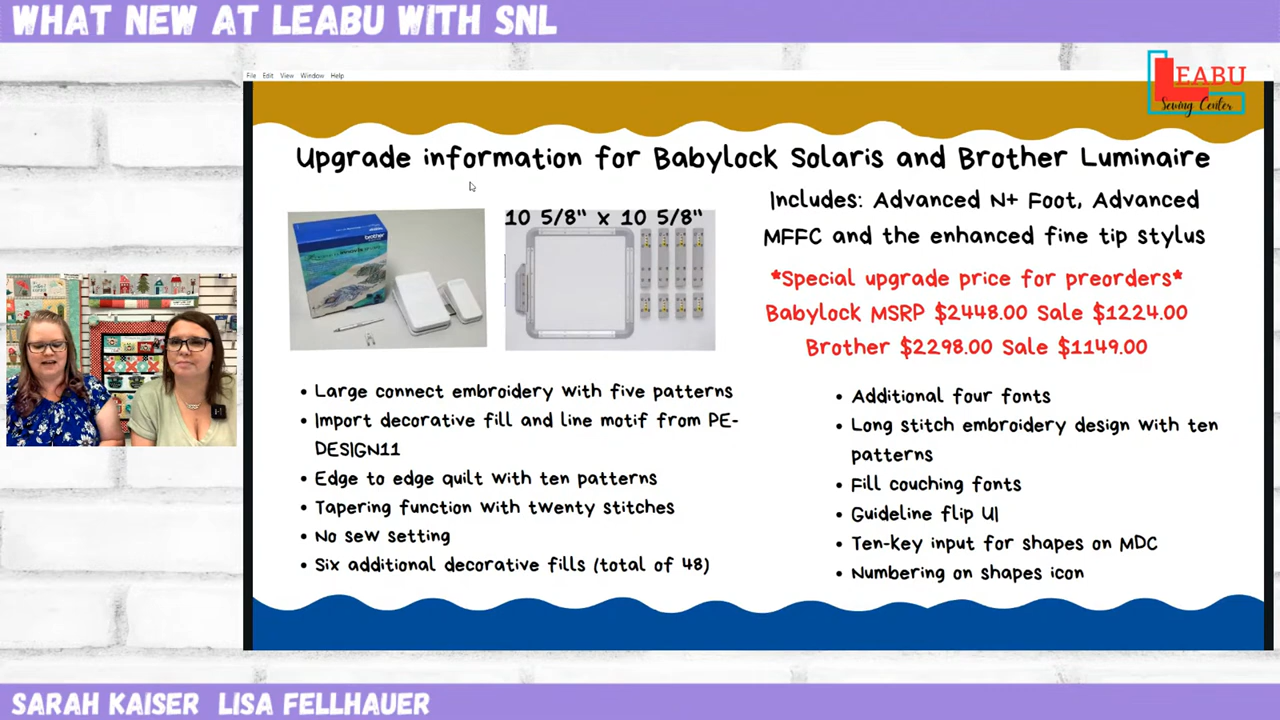 WHAT NEW AT LEABU WITH SNL
File Edit View Window Help
LEABU
Sewing Center
Upgrade information for Babylock Solaris and Brother Luminaire
10 5/8" x 10 5/8"
brother
Includes: Advanced N+ Foot, Advanced
MFFC and the enhanced fine tip stylus
*Special upgrade price for preorders*
Babylock MSRP $2448.00 Sale $1224.00
Brother $2298.00 Sale $1149.00
• Large connect embroidery with five patterns
• Import decorative fill and line motif from PE-
DESIGN11
• Edge to edge quilt with ten patterns
• Tapering function with twenty stitches
• No sew setting
• Six additional decorative fills (total of 48)
• Additional four fonts
• Long stitch embroidery design with ten
patterns
• Fill couching fonts
• Guideline flip UI
• Ten-key input for shapes on MDC
• Numbering on shapes icon
SARAH KAISER LISA FELLHAUER